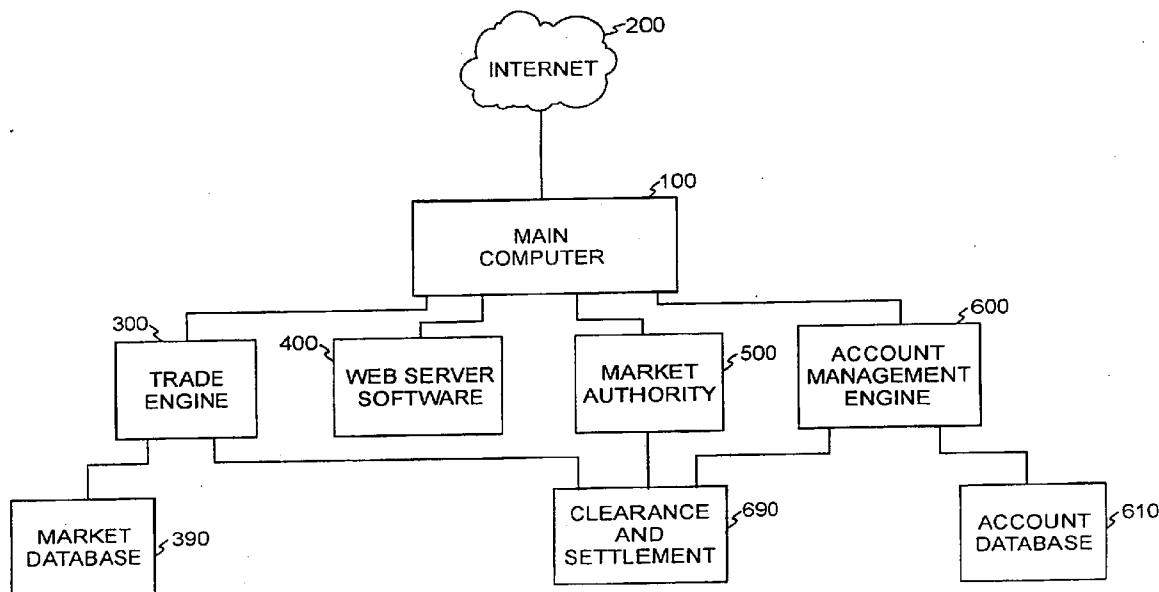 200
INTERNET
100
MAIN
COMPUTER
300
TRADE
ENGINE
400
WEB SERVER
SOFTWARE
MARKET
AUTHORITY
500
600
ACCOUNT
MANAGEMENT
ENGINE
MARKET
DATABASE
390
CLEARANCE
AND
SETTLEMENT
690
ACCOUNT
DATABASE
610